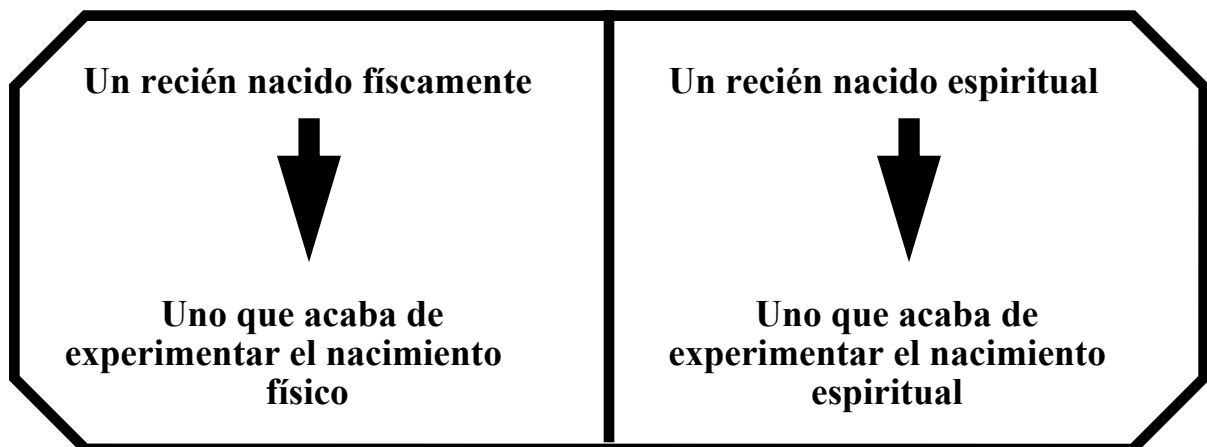 Un recién nacido físcamente
Uno que acaba de
experimentar el nacimiento
físico
Un recién nacido espiritual
Uno que acaba de
experimentar el nacimiento
espiritual